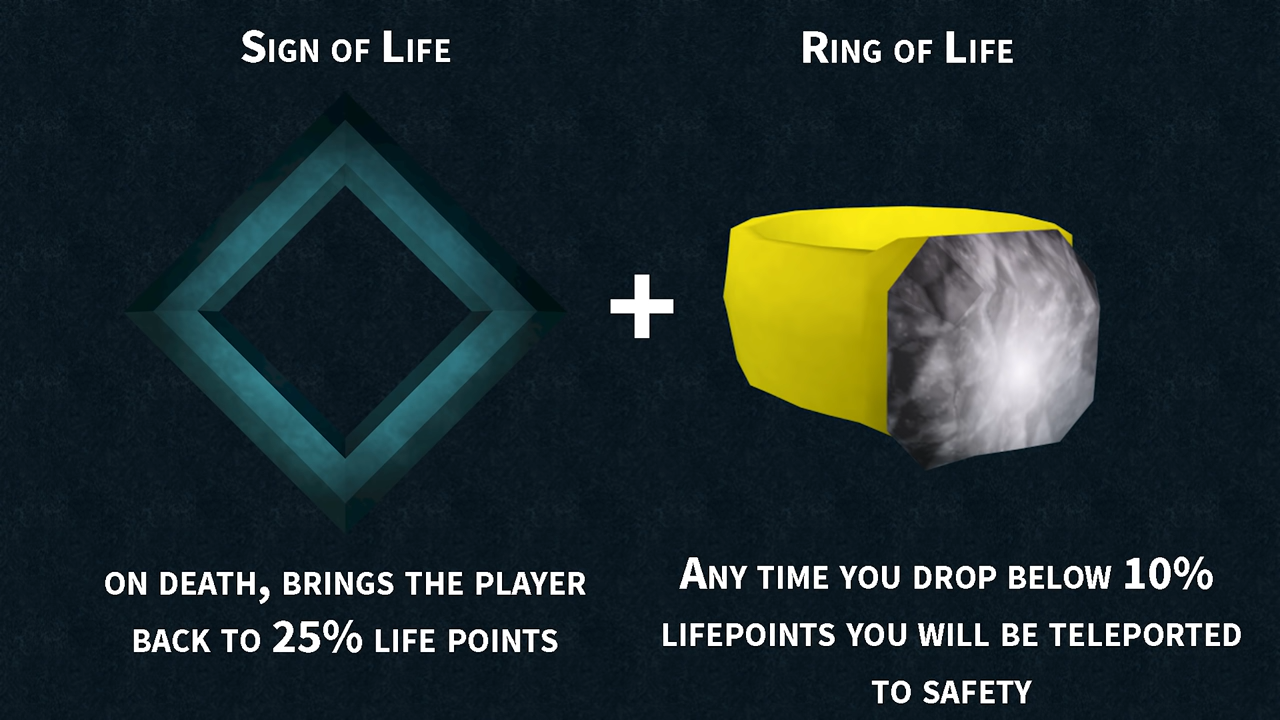 Sign of Life
on death, brings the player
back to 25% life points
+
Ring of Life
Any time you drop below 10%
lifepoints you will be teleported
to safety